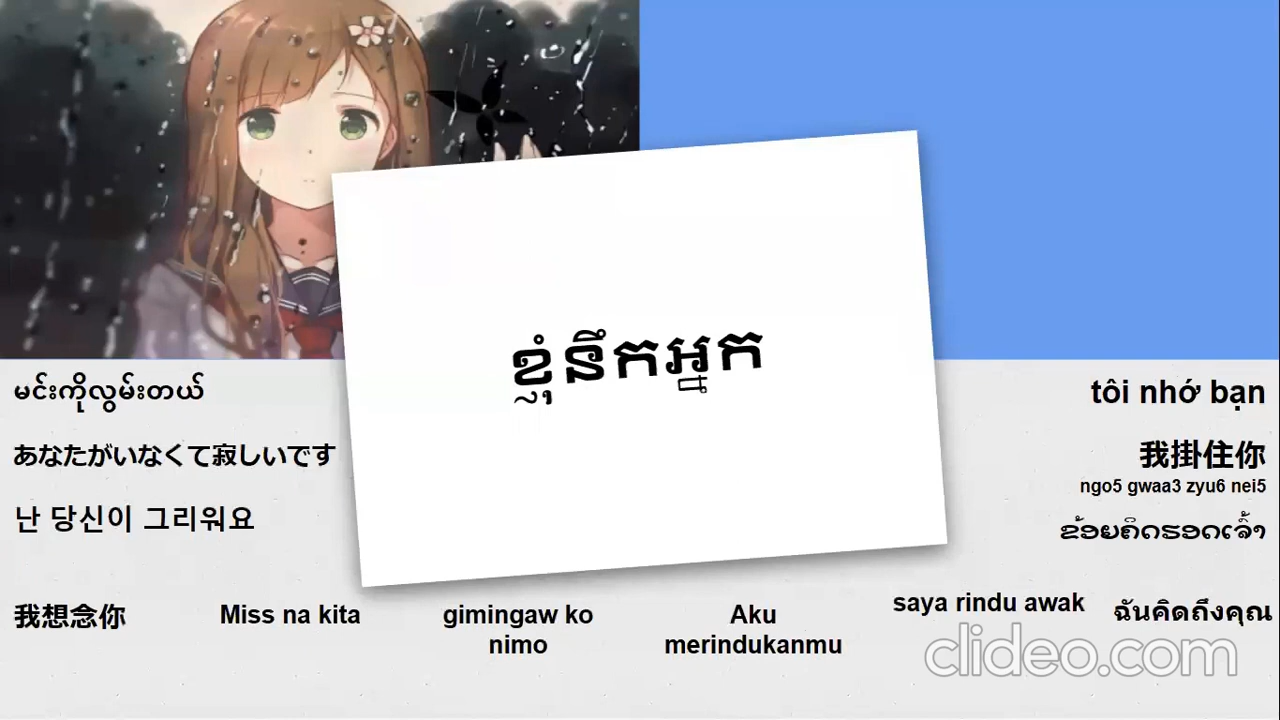 ខ្ញុំនឹកអ្នក
မင်းကိုလွမ်းတယ်
tôi nhớ bạn
あなたがいなくて寂しいです
我掛住你
ngo5 gwaa3 zyu6 nei5
난 당신이 그리워요
ຂ້ອຍຄິດຮອດເຈົ້າ
我想念你
Miss na kita
gimingaw ko
nimo
Aku
merindukanmu
saya rindu awak
ฉันคิดถึงคุณ
clideo.com